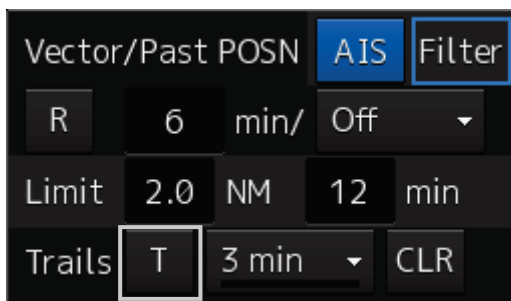 Vector/Past POSN AIS Filter
R 6 min/ Off
Limit 2.0 NM 12 min
Trails T 3 min CLR